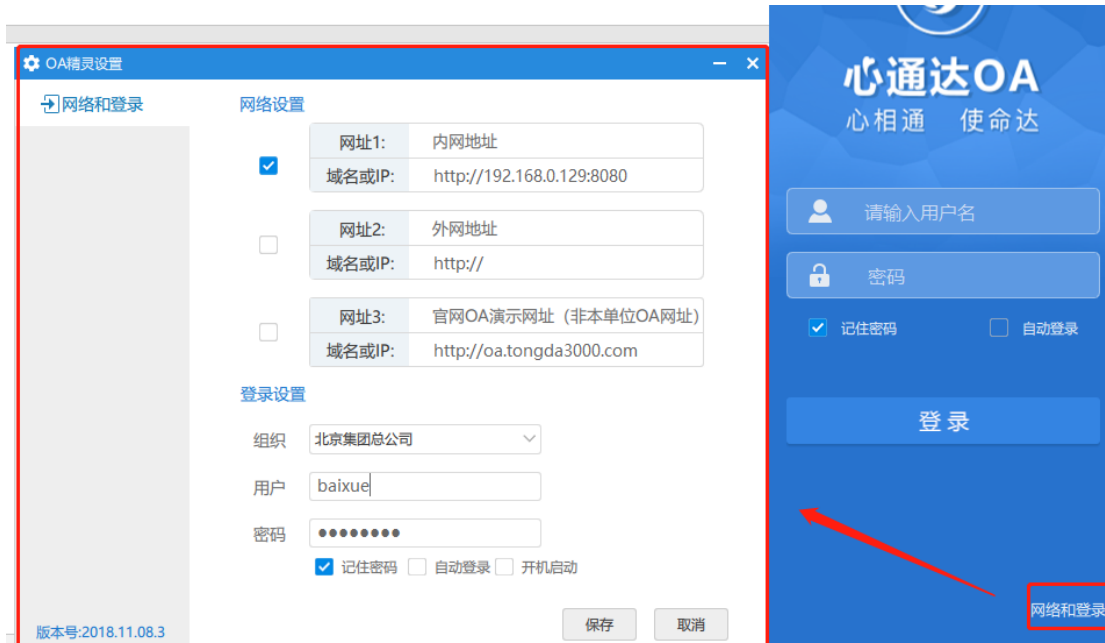 OA精灵设置
网络和登录
网络设置
网址1: 内网地址
域名或IP: http://192.168.0.129:8080
网址2: 外网地址
域名或IP: http://
网址3: 官网OA演示网址（非本单位OA网址）
域名或IP: http://oa.tongda3000.com
登录设置
组织 北京集团总公司
用户 baixue
密码 ●●●●●●●●
记住密码 自动登录 开机启动
版本号:2018.11.08.3
保存 取消
心通达OA
心相通 使命达
请输入用户名
密码
记住密码 自动登录
登录
网络和登录